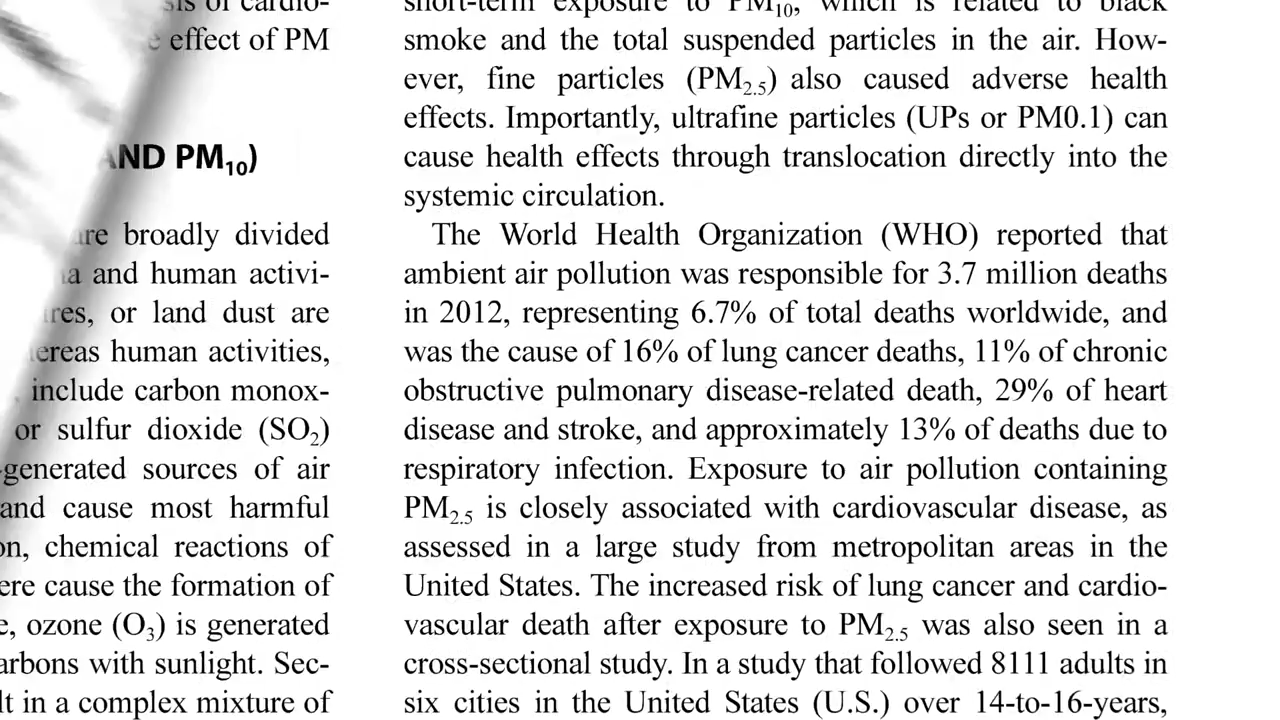 effect of PM
AND PM10)
are broadly divided
and human activi-
or land dust are
human activities,
include carbon monox-
or sulfur dioxide (SO2)
-generated sources of air
and cause most harmful
chemical reactions of
cause the formation of
ozone (O3) is generated
with sunlight. Sec-
in a complex mixture of
short-term exposure to PM10, which is related to black
smoke and the total suspended particles in the air. How-
ever, fine particles (PM2.5) also caused adverse health
effects. Importantly, ultrafine particles (UPs or PM0.1) can
cause health effects through translocation directly into the
systemic circulation.
The World Health Organization (WHO) reported that
ambient air pollution was responsible for 3.7 million deaths
in 2012, representing 6.7% of total deaths worldwide, and
was the cause of 16% of lung cancer deaths, 11% of chronic
obstructive pulmonary disease-related death, 29% of heart
disease and stroke, and approximately 13% of deaths due to
respiratory infection. Exposure to air pollution containing
PM2.5 is closely associated with cardiovascular disease, as
assessed in a large study from metropolitan areas in the
United States. The increased risk of lung cancer and cardio-
vascular death after exposure to PM2.5 was also seen in a
cross-sectional study. In a study that followed 8111 adults in
six cities in the United States (U.S.) over 14-to-16-years,